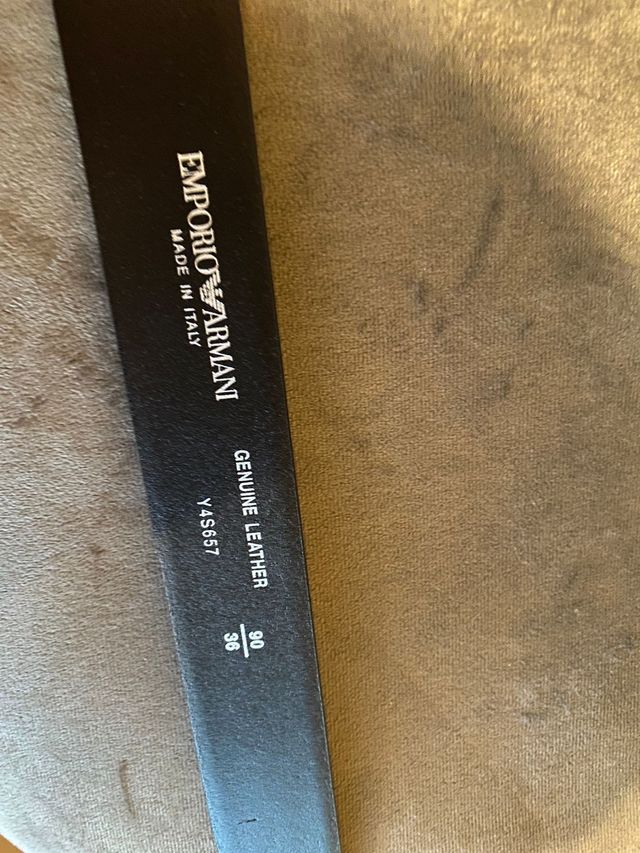 EMPORIO ARMANI
MADE IN ITALY
GENUINE LEATHER
Y4S657
90
36